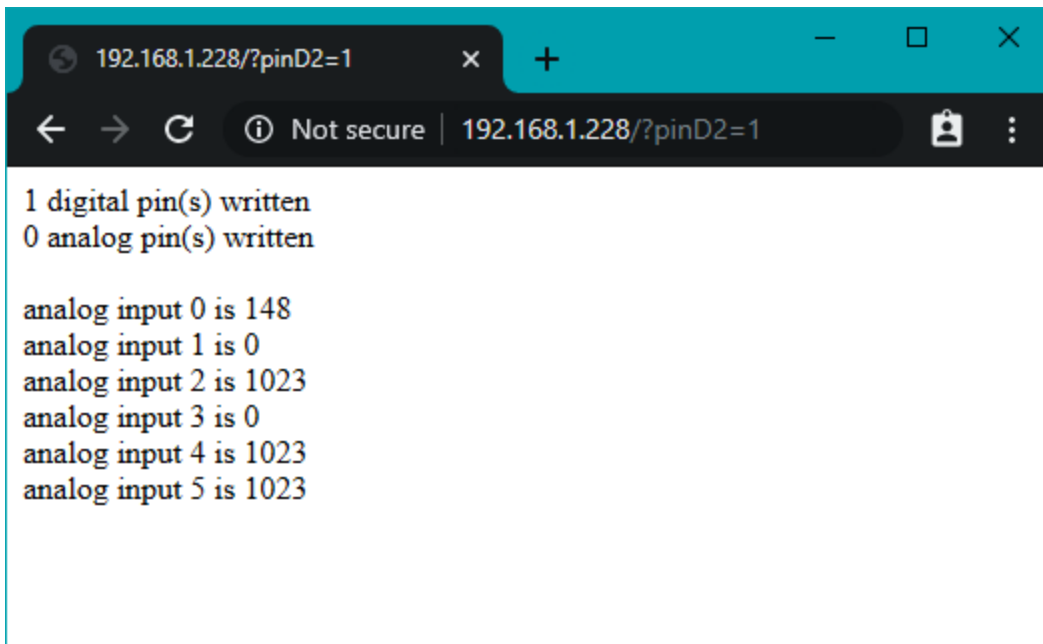 192.168.1.228/?pinD2=1
Not secure 192.168.1.228/?pinD2=1
1 digital pin(s) written
0 analog pin(s) written
analog input 0 is 148
analog input 1 is 0
analog input 2 is 1023
analog input 3 is 0
analog input 4 is 1023
analog input 5 is 1023